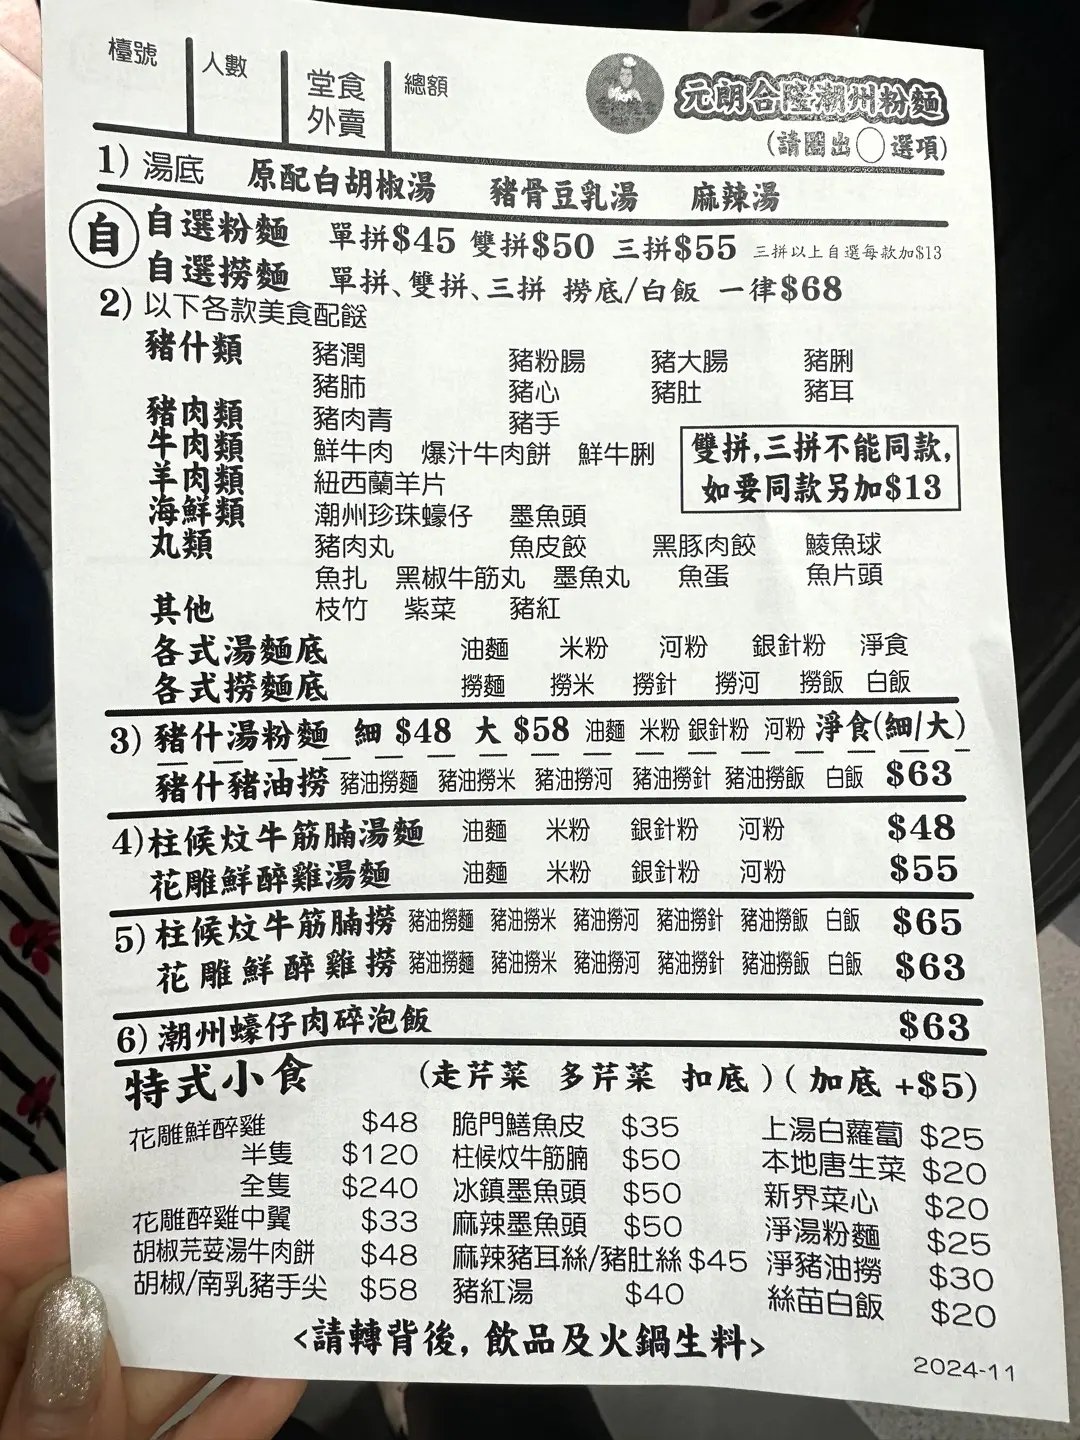 檯號 人數 堂食 外賣 總額
元朗合隆潮州粉麵
(請圈出◯選項)
1) 湯底 原配白胡椒湯 豬骨豆乳湯 麻辣湯
自 自選粉麵 單拼$45 雙拼$50 三拼$55 三拼以上自選每款加$13
自選撈麵 單拼、雙拼、三拼 撈底/白飯 一律$68
2) 以下各款美食配餸
豬什類 豬潤 豬粉腸 豬大腸 豬脷
豬肺 豬心 豬肚 豬耳
豬肉類 豬肉青 豬手
牛肉類 鮮牛肉 爆汁牛肉餅 鮮牛脷
羊肉類 紐西蘭羊片
雙拼,三拼不能同款,
如要同款另加$13
海鮮類 潮州珍珠蠔仔 墨魚頭
丸類 豬肉丸 魚皮餃 黑豚肉餃 鯪魚球
魚扎 黑椒牛筋丸 墨魚丸 魚蛋 魚片頭
其他 枝竹 紫菜 豬紅
各式湯麵底 油麵 米粉 河粉 銀針粉 淨食
各式撈麵底 撈麵 撈米 撈針 撈河 撈飯 白飯
3) 豬什湯粉麵 細 $48 大 $58 油麵 米粉 銀針粉 河粉 淨食(細/大)
豬什豬油撈 豬油撈麵 豬油撈米 豬油撈河 豬油撈針 豬油撈飯 白飯 $63
4) 柱候炆牛筋腩湯麵 油麵 米粉 銀針粉 河粉 $48
花雕鮮醉雞湯麵 油麵 米粉 銀針粉 河粉 $55
5) 柱候炆牛筋腩撈 豬油撈麵 豬油撈米 豬油撈河 豬油撈針 豬油撈飯 白飯 $65
花雕鮮醉雞撈 豬油撈麵 豬油撈米 豬油撈河 豬油撈針 豬油撈飯 白飯 $63
6) 潮州蠔仔肉碎泡飯 $63
特式小食 (走芹菜 多芹菜 扣底)(加底 +$5)
花雕鮮醉雞 $48 脆門鱔魚皮 $35 上湯白蘿蔔 $25
半隻 $120 柱候炆牛筋腩 $50 本地唐生菜 $20
全隻 $240 冰鎮墨魚頭 $50 新界菜心 $20
花雕醉雞中翼 $33 麻辣墨魚頭 $50 淨湯粉麵 $25
胡椒芫荽湯牛肉餅 $48 麻辣豬耳絲/豬肚絲 $45 淨豬油撈 $30
胡椒/南乳豬手尖 $58 豬紅湯 $40 絲苗白飯 $20
<請轉背後, 飲品及火鍋生料>
2024-11